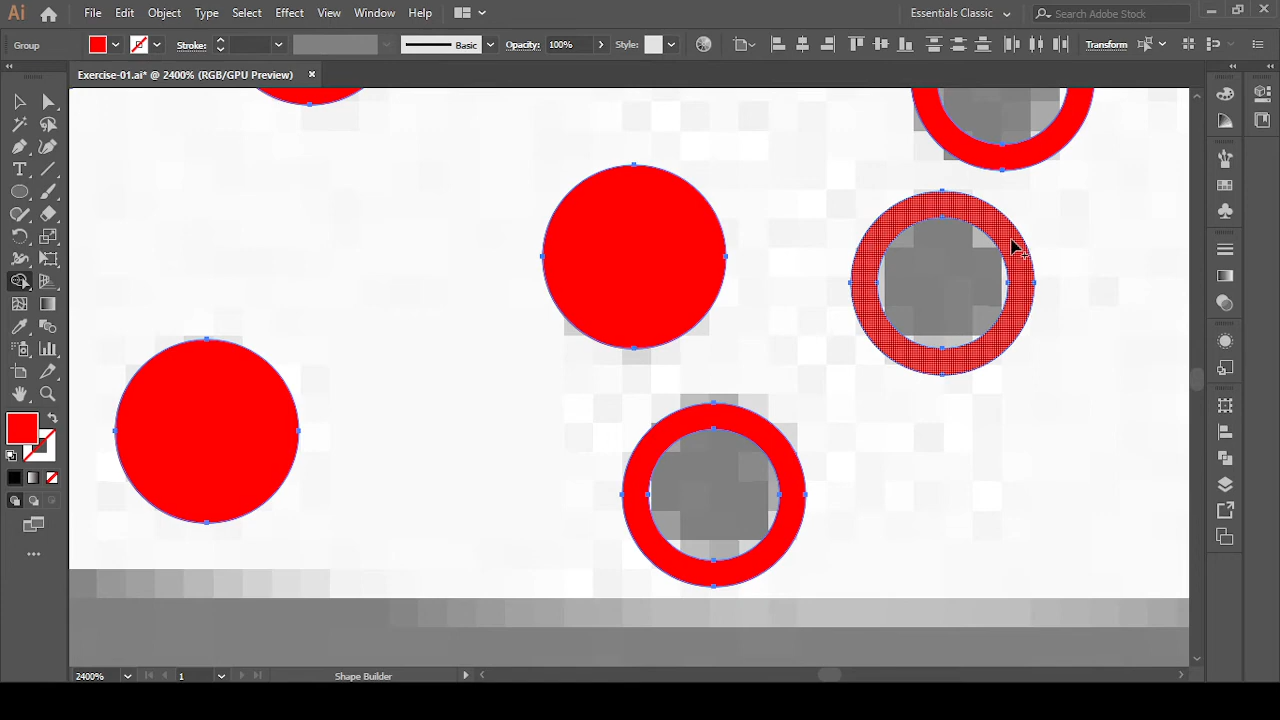 Ai File Edit Object Type Select Effect View Window Help Essentials Classic Search Adobe Stock
Group Stroke: Basic Opacity: 100% Style: Transform
Exercise-01.ai* @ 2400% (RGB/GPU Preview)
2400% 1 Shape Builder